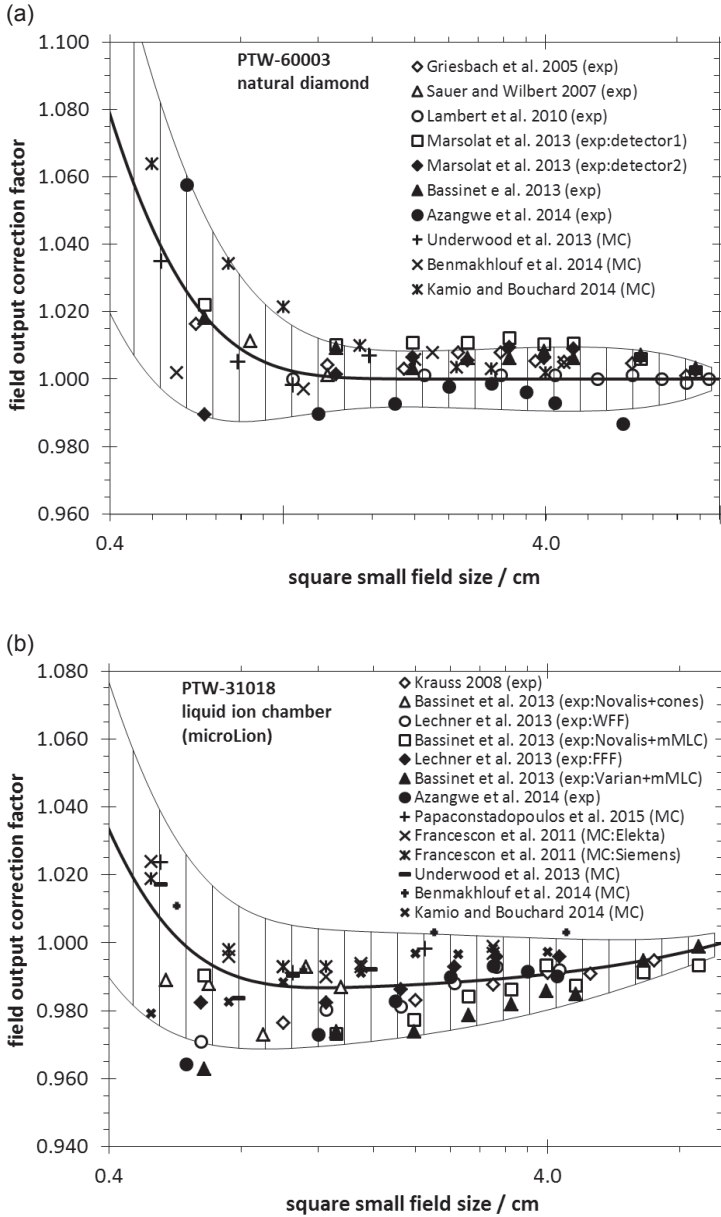 (a)
1.100
1.080
1.060
1.040
1.020
1.000
0.980
0.960
field output correction factor
PTW-60003
natural diamond
Griesbach et al. 2005 (exp)
Sauer and Wilbert 2007 (exp)
Lambert et al. 2010 (exp)
Marsolat et al. 2013 (exp:detector1)
Marsolat et al. 2013 (exp:detector2)
Bassinet e al. 2013 (exp)
Azangwe et al. 2014 (exp)
Underwood et al. 2013 (MC)
Benmakhlouf et al. 2014 (MC)
Kamio and Bouchard 2014 (MC)
0.4
4.0
square small field size / cm
(b)
1.080
1.060
1.040
1.020
1.000
0.980
0.960
0.940
field output correction factor
PTW-31018
liquid ion chamber
(microLion)
Krauss 2008 (exp)
Bassinet et al. 2013 (exp:Novalis+cones)
Lechner et al. 2013 (exp:WFF)
Bassinet et al. 2013 (exp:Novalis+mMLC)
Lechner et al. 2013 (exp:FFF)
Bassinet et al. 2013 (exp:Varian+mMLC)
Azangwe et al. 2014 (exp)
Papaconstadopoulos et al. 2015 (MC)
Francescon et al. 2011 (MC:Elekta)
Francescon et al. 2011 (MC:Siemens)
Underwood et al. 2013 (MC)
Benmakhlouf et al. 2014 (MC)
Kamio and Bouchard 2014 (MC)
0.4
4.0
square small field size / cm